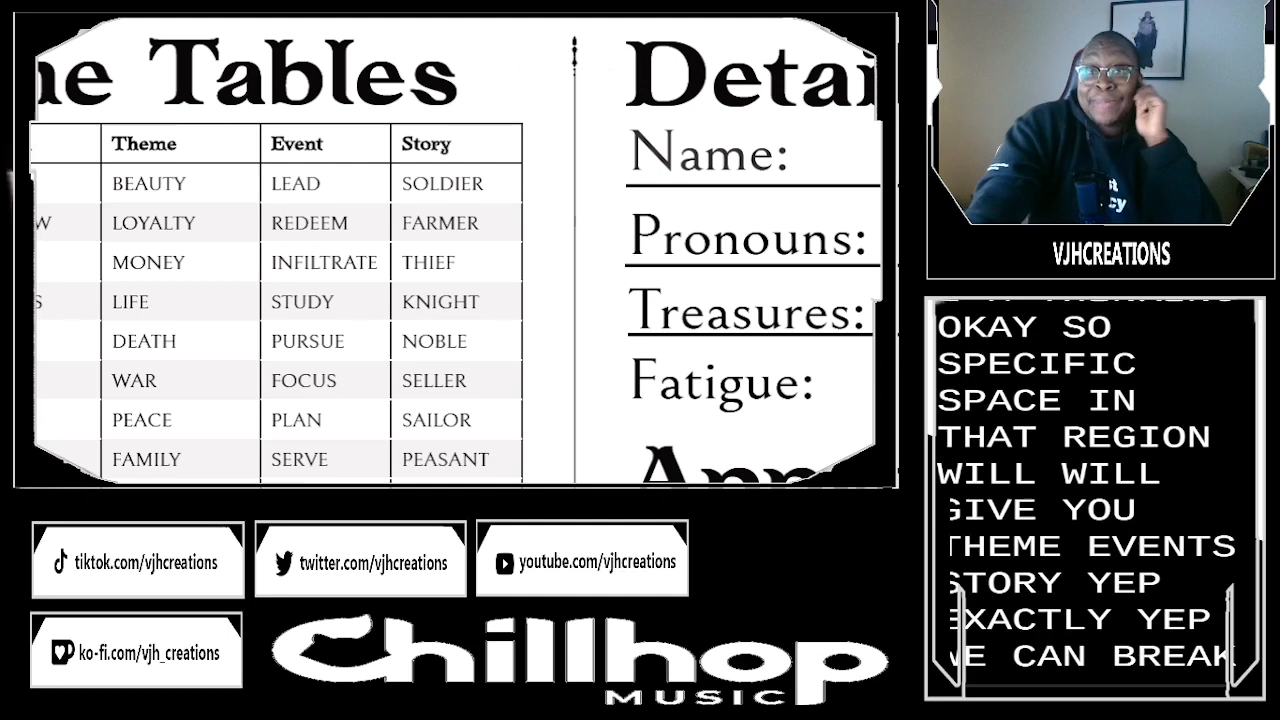 Tables
Theme Event Story
BEAUTY LEAD SOLDIER
LOYALTY REDEEM FARMER
MONEY INFILTRATE THIEF
LIFE STUDY KNIGHT
DEATH PURSUE NOBLE
WAR FOCUS SELLER
PEACE PLAN SAILOR
FAMILY SERVE PEASANT
Name:
Pronouns:
Treasures:
Fatigue:
VJHCREATIONS
OKAY SO
SPECIFIC
SPACE IN
THAT REGION
WILL WILL
GIVE YOU
THEME EVENTS
STORY YEP
EXACTLY YEP
WE CAN BREAK
tiktok.com/vjhcreations
twitter.com/vjhcreations
youtube.com/vjhcreations
ko-fi.com/vjh_creations
Chillhop
MUSIC